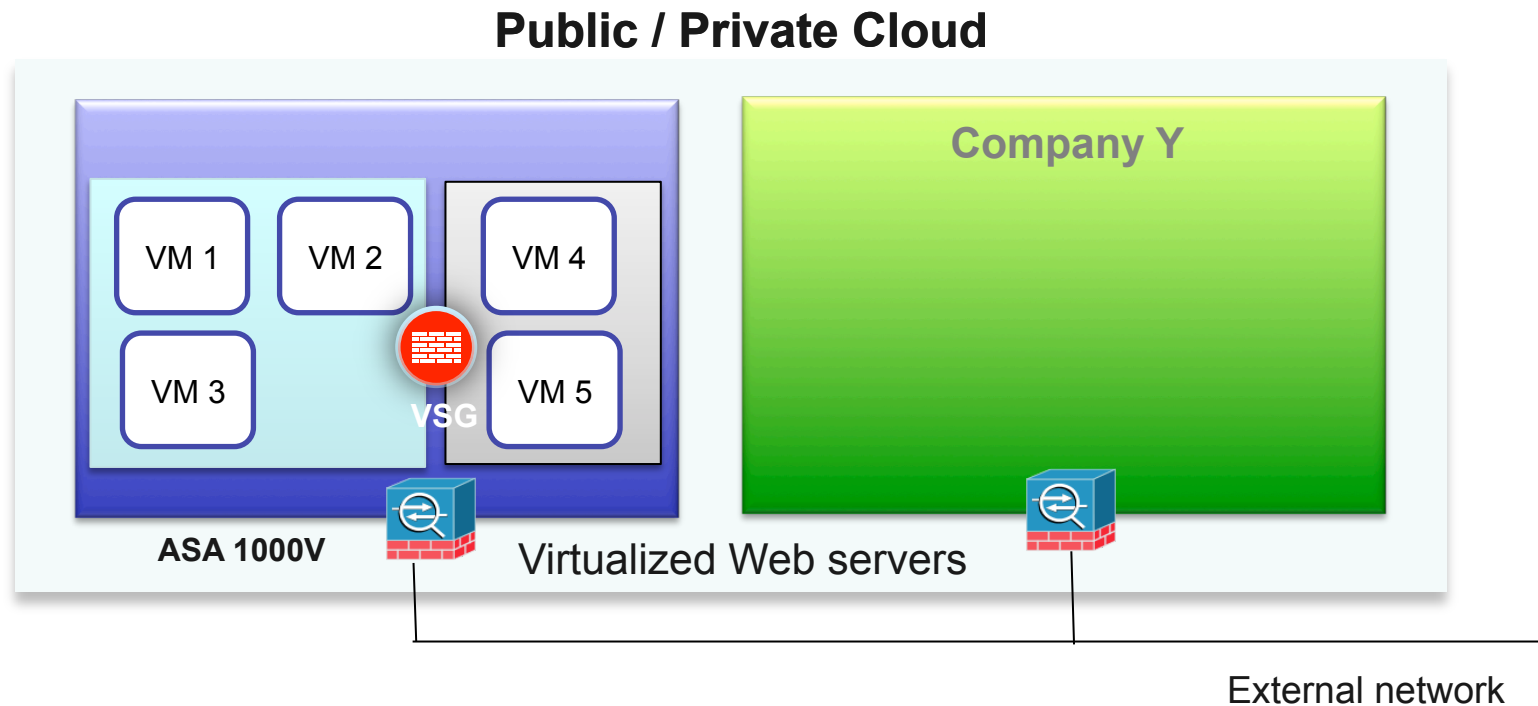 Public / Private Cloud
Company Y
VM 1
VM 2
VM 4
VM 3
VM 5
VSG
ASA 1000V
Virtualized Web servers
External network